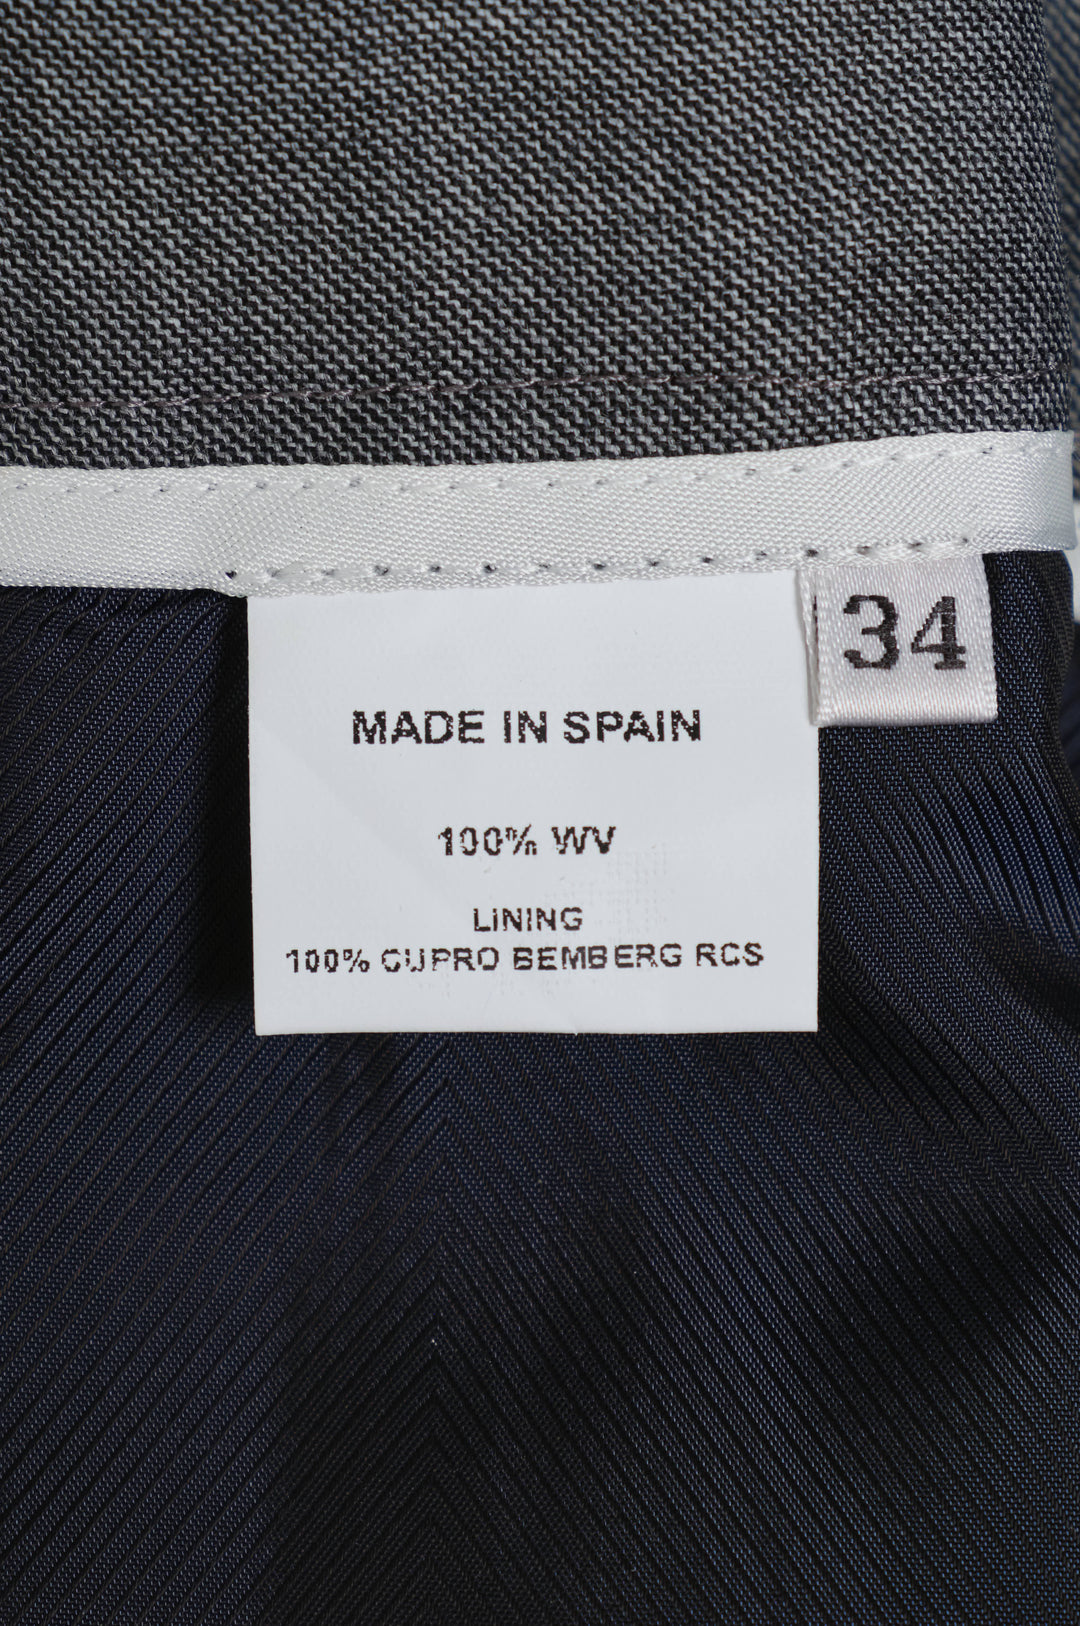 34
MADE IN SPAIN
100% WV
LINING
100% CUPRO BEMBERG RCS